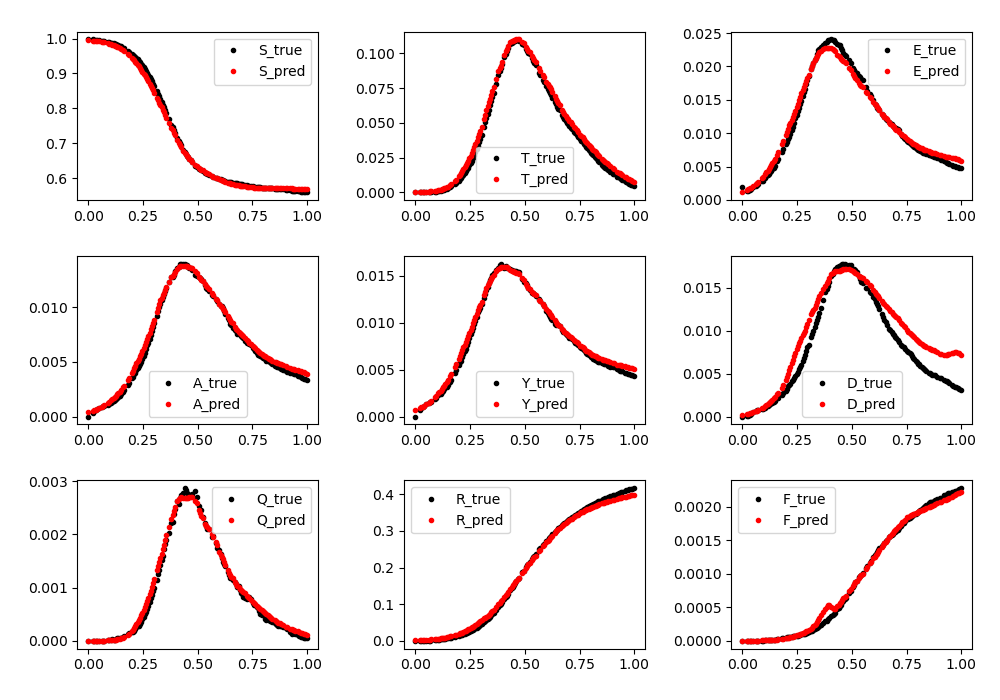 1.0
0.9
0.8
0.7
0.6
0.00 0.25 0.50 0.75 1.00
S_true
S_pred
0.100
0.075
0.050
0.025
0.000
0.00 0.25 0.50 0.75 1.00
T_true
T_pred
0.025
0.020
0.015
0.010
0.005
0.000
0.00 0.25 0.50 0.75 1.00
E_true
E_pred
0.010
0.005
0.000
0.00 0.25 0.50 0.75 1.00
A_true
A_pred
0.015
0.010
0.005
0.000
0.00 0.25 0.50 0.75 1.00
Y_true
Y_pred
0.015
0.010
0.005
0.000
0.00 0.25 0.50 0.75 1.00
D_true
D_pred
0.003
0.002
0.001
0.000
0.00 0.25 0.50 0.75 1.00
Q_true
Q_pred
0.4
0.3
0.2
0.1
0.0
0.00 0.25 0.50 0.75 1.00
R_true
R_pred
0.0020
0.0015
0.0010
0.0005
0.0000
0.00 0.25 0.50 0.75 1.00
F_true
F_pred